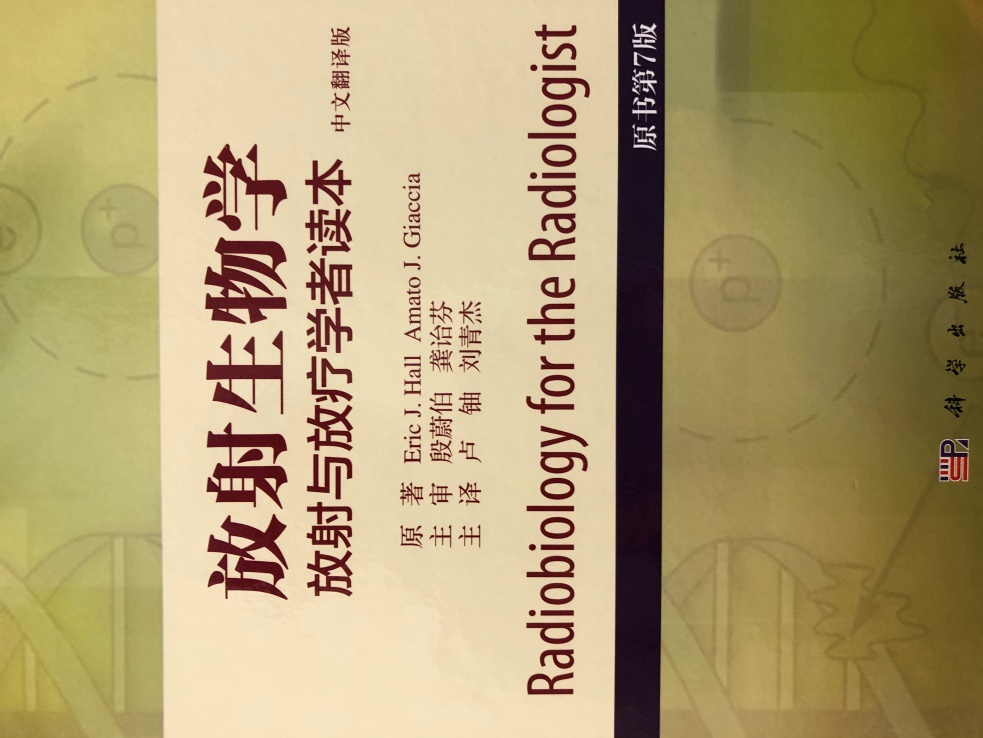 放射生物学
放射与放疗学者读本
中文翻译版
原 著 Eric J. Hall Amato J. Giaccia
主 审 殷蔚伯 龚诒芬
主 译 卢 铀 刘青杰
Radiobiology for the Radiologist
原书第7版
科学出版社
p+
p+
e